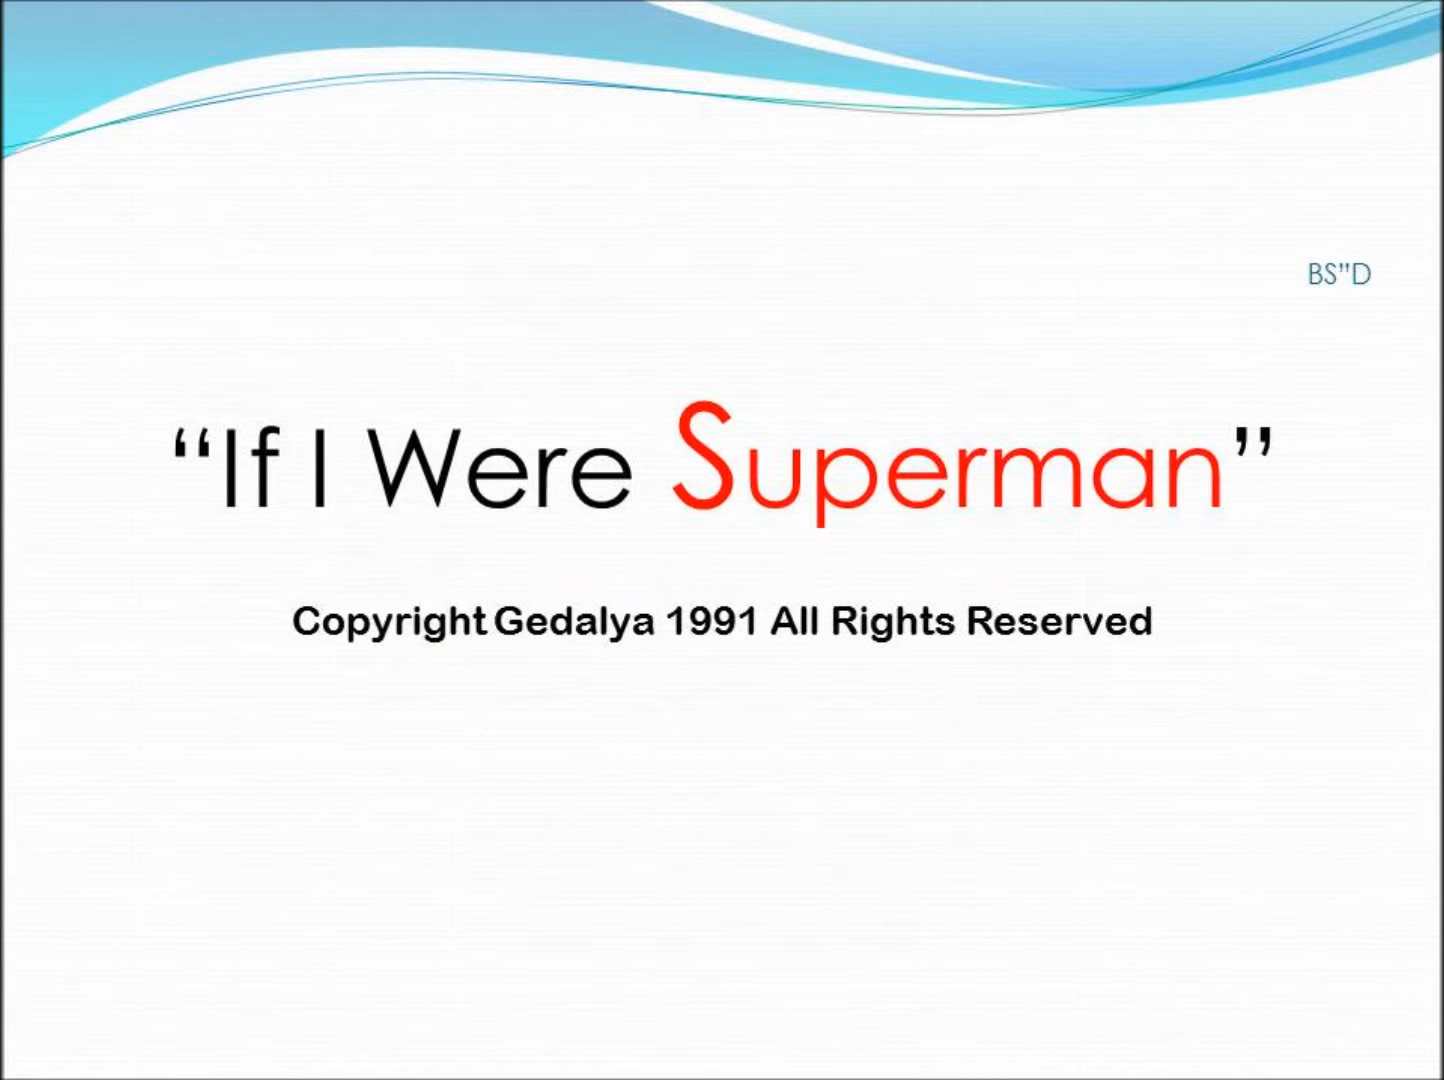 BS”D
“If I Were Superman”
Copyright Gedalya 1991 All Rights Reserved